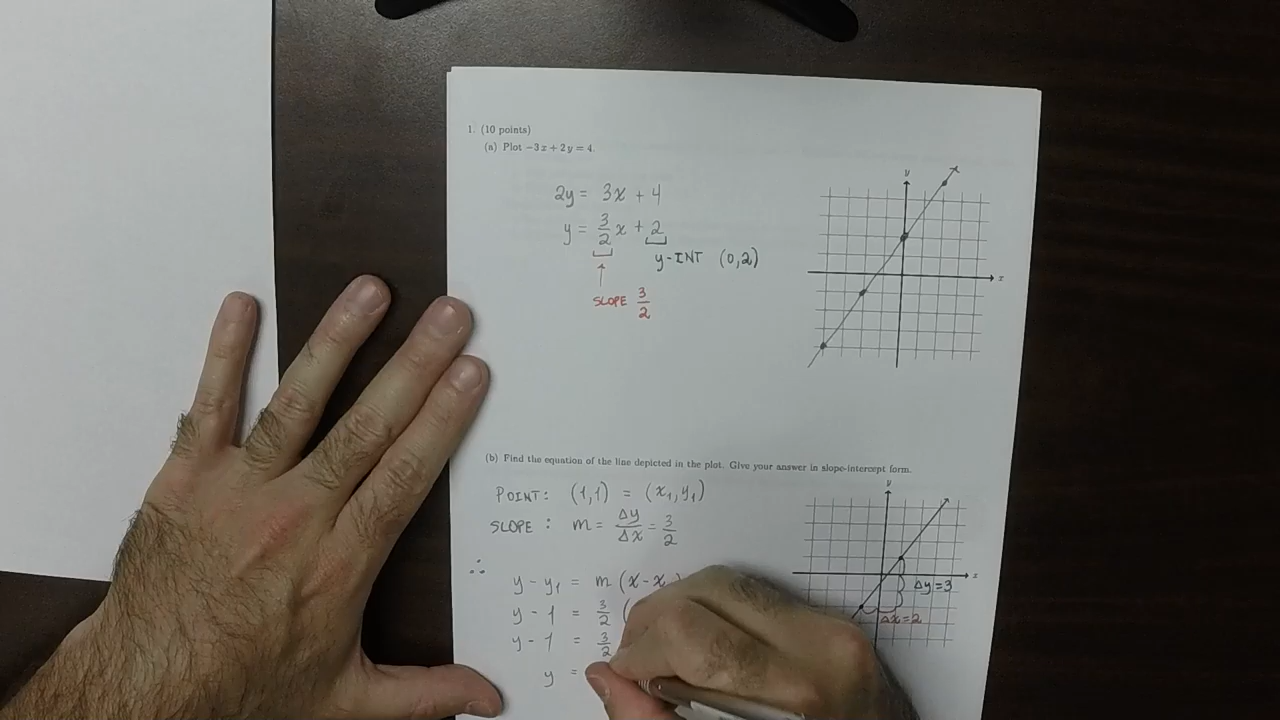 1. (10 points)
(a) Plot −3x + 2y = 4.
2y = 3x + 4
y = 3/2 x + 2
y-INT (0,2)
SLOPE 3/2
y
x
(b) Find the equation of the line depicted in the plot. Give your answer in slope-intercept form.
POINT: (1,1) = (x₁,y₁)
SLOPE: m = Δy/Δx = 3/2
∴ y - y₁ = m (x - x
y - 1 = 3/2 (
y - 1 = 3/2
y =
y
x
Δy=3
Δx=2